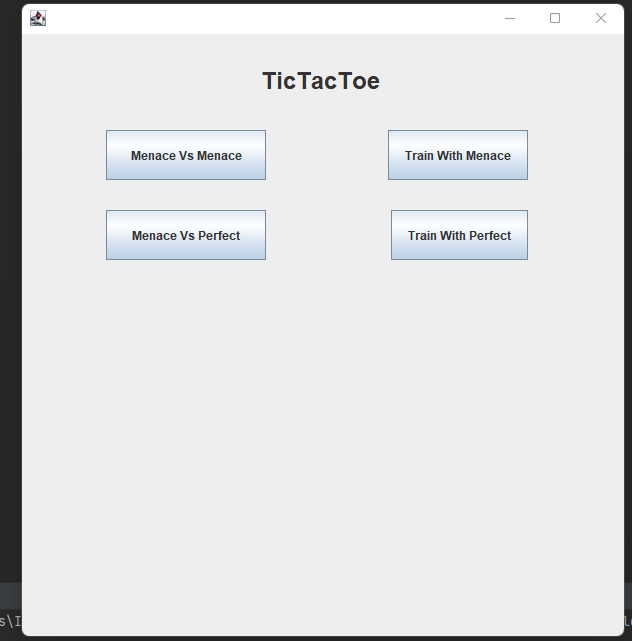 TicTacToe
Menace Vs Menace
Train With Menace
Menace Vs Perfect
Train With Perfect
s\I